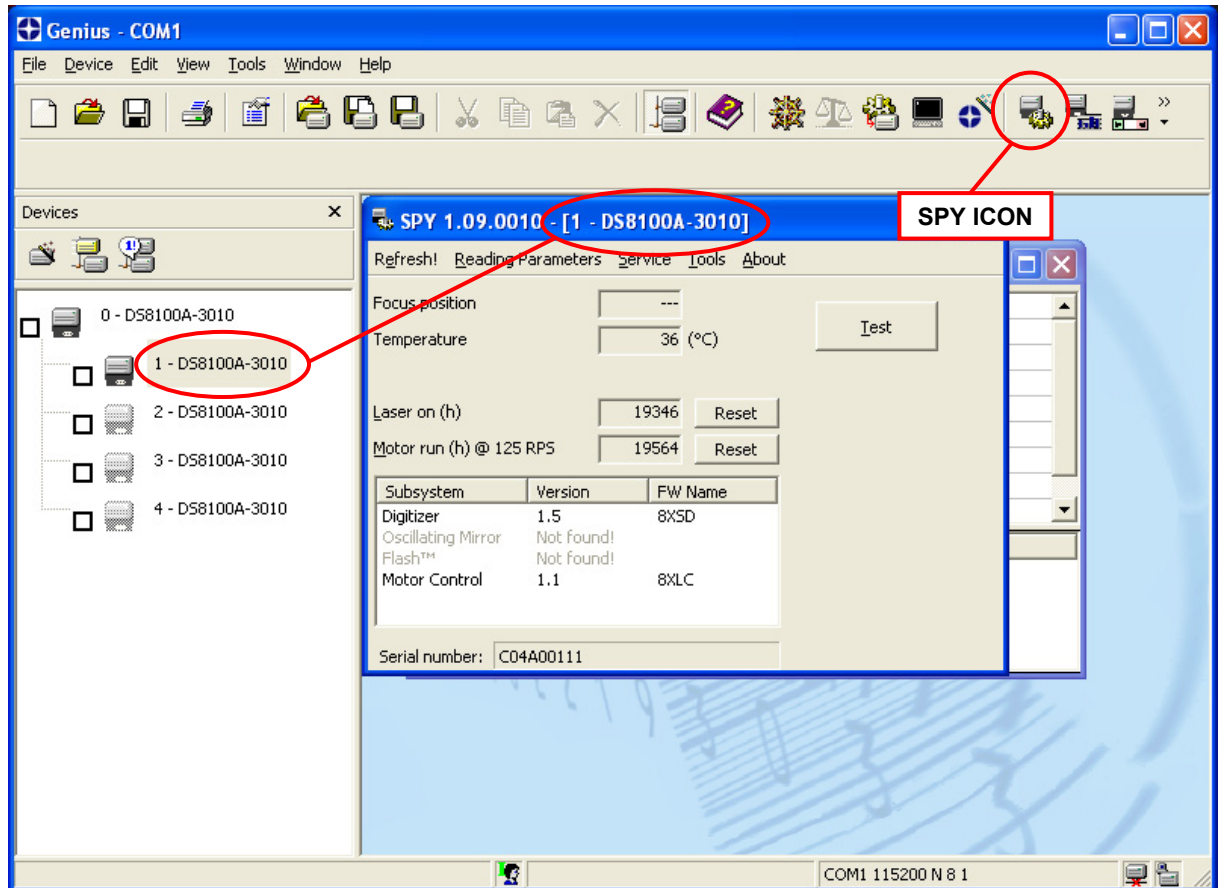 Genius - COM1
File Device Edit View Tools Window Help
SPY ICON
Devices
0 - DS8100A-3010
1 - DS8100A-3010
2 - DS8100A-3010
3 - DS8100A-3010
4 - DS8100A-3010
SPY 1.09.0010 - [1 - DS8100A-3010]
Refresh! Reading Parameters Service Tools About
Focus position ---
Test
Temperature 36 (°C)
Laser on (h) 19346 Reset
Motor run (h) @ 125 RPS 19564 Reset
Subsystem Version FW Name
Digitizer 1.5 8XSD
Oscillating Mirror Not found!
Flash™ Not found!
Motor Control 1.1 8XLC
Serial number: C04A00111
COM1 115200 N 8 1